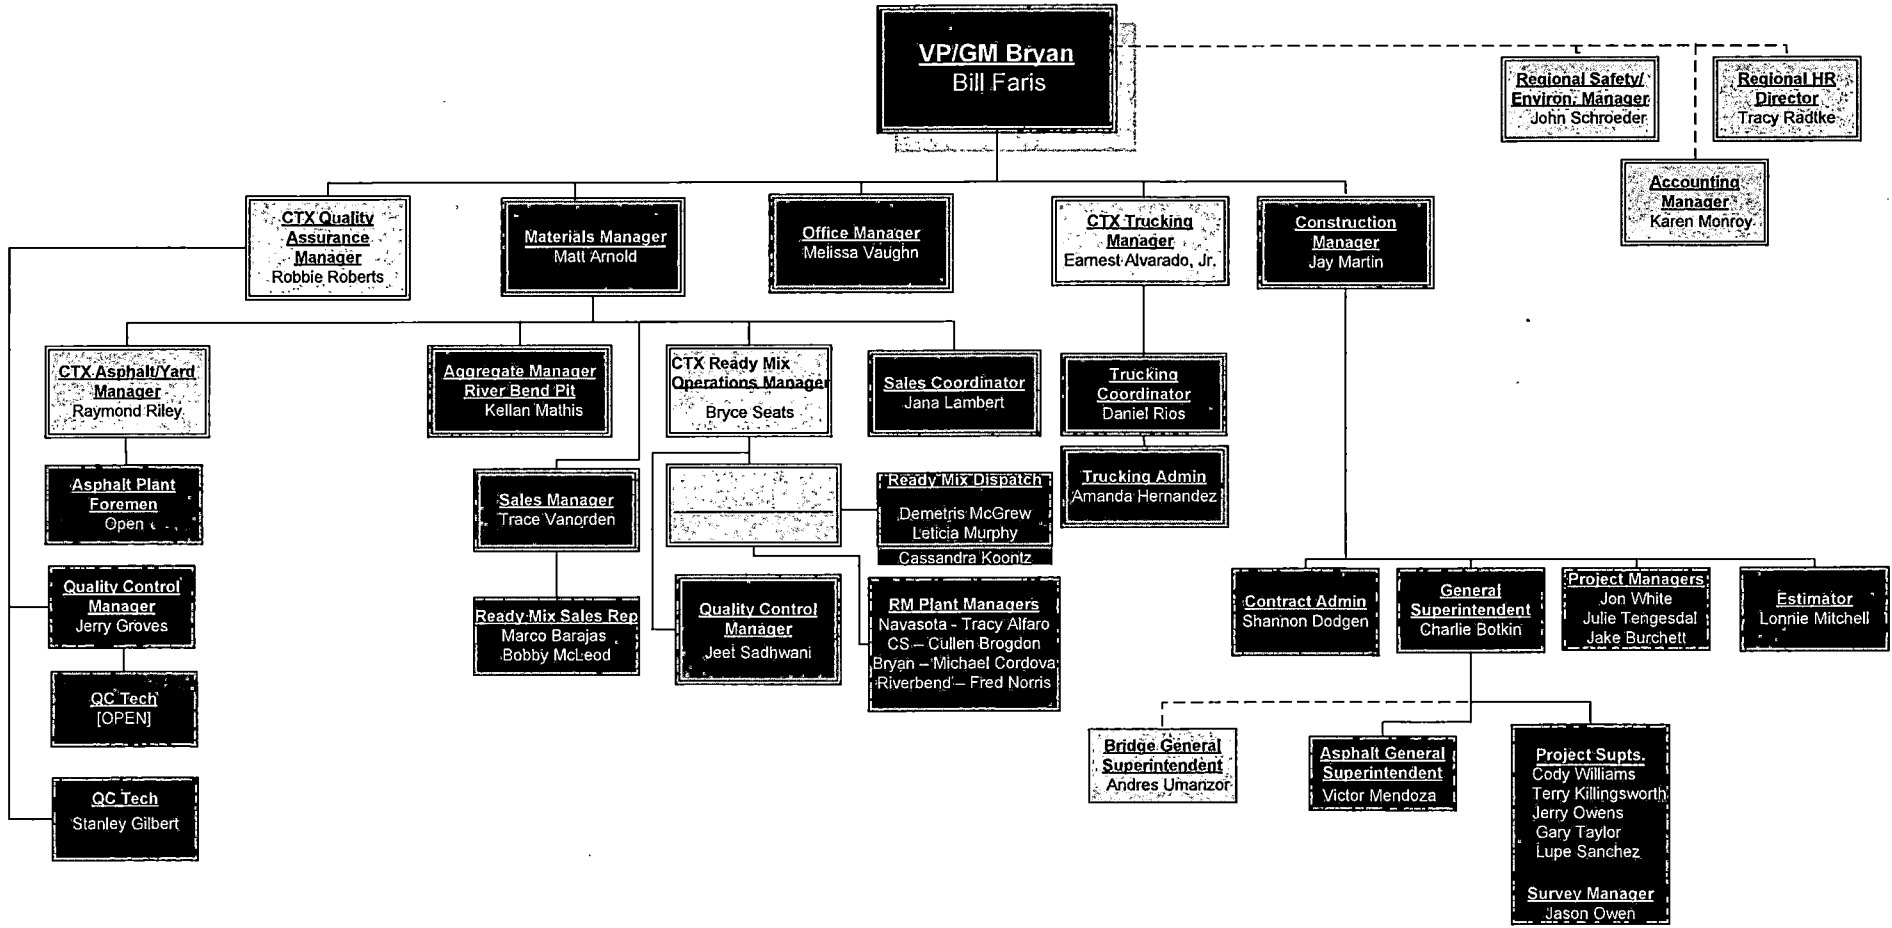 VP/GM Bryan
Bill Faris
Regional Safety/
Environ. Manager
John Schroeder
Regional HR
Director
Tracy Radtke
Accounting
Manager
Karen Monroy
CTX Quality
Assurance
Manager
Robbie Roberts
Materials Manager
Matt Arnold
Office Manager
Melissa Vaughn
CTX Trucking
Manager
Earnest Alvarado, Jr.
Construction
Manager
Jay Martin
CTX Asphalt/Yard
Manager
Raymond Riley
Aggregate Manager
River Bend Pit
Kellan Mathis
CTX Ready Mix
Operations Manager
Bryce Seats
Sales Coordinator
Jana Lambert
Trucking
Coordinator
Daniel Rios
Asphalt Plant
Foremen
Open
Sales Manager
Trace Vanorden
Ready Mix Dispatch
Demetris McGrew
Leticia Murphy
Cassandra Koontz
Trucking Admin
Amanda Hernandez
Quality Control
Manager
Jerry Groves
Ready Mix Sales Rep
Marco Barajas
Bobby McLeod
Quality Control
Manager
Jeet Sadhwani
RM Plant Managers
Navasota - Tracy Alfaro
CS – Cullen Brogdon
Bryan – Michael Cordova
Riverbend – Fred Norris
Contract Admin
Shannon Dodgen
General
Superintendent
Charlie Botkin
Project Managers
Jon White
Julie Tengesdal
Jake Burchett
Estimator
Lonnie Mitchell
QC Tech
[OPEN]
QC Tech
Stanley Gilbert
Bridge General
Superintendent
Andres Umanzor
Asphalt General
Superintendent
Victor Mendoza
Project Supts.
Cody Williams
Terry Killingsworth
Jerry Owens
Gary Taylor
Lupe Sanchez
Survey Manager
Jason Owen